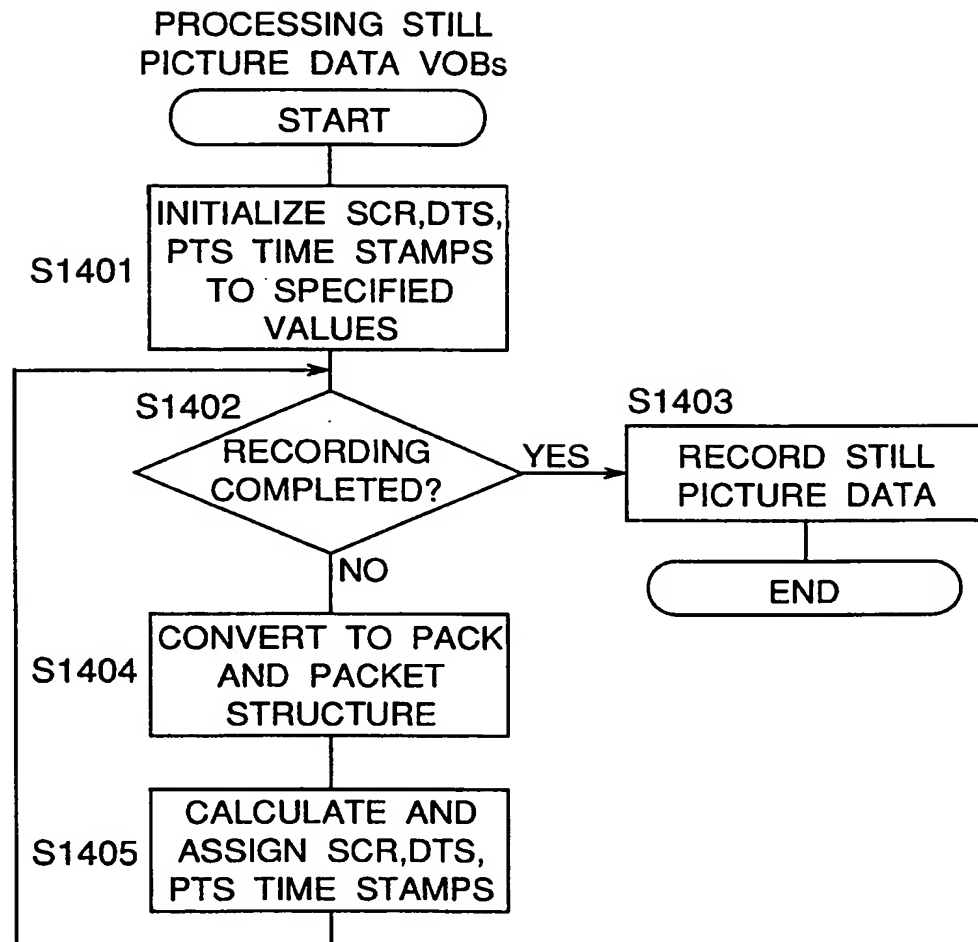 PROCESSING STILL
PICTURE DATA VOBs
START
S1401
INITIALIZE SCR,DTS,
PTS TIME STAMPS
TO SPECIFIED
VALUES
S1402
RECORDING
COMPLETED?
YES
S1403
RECORD STILL
PICTURE DATA
END
NO
S1404
CONVERT TO PACK
AND PACKET
STRUCTURE
S1405
CALCULATE AND
ASSIGN SCR,DTS,
PTS TIME STAMPS